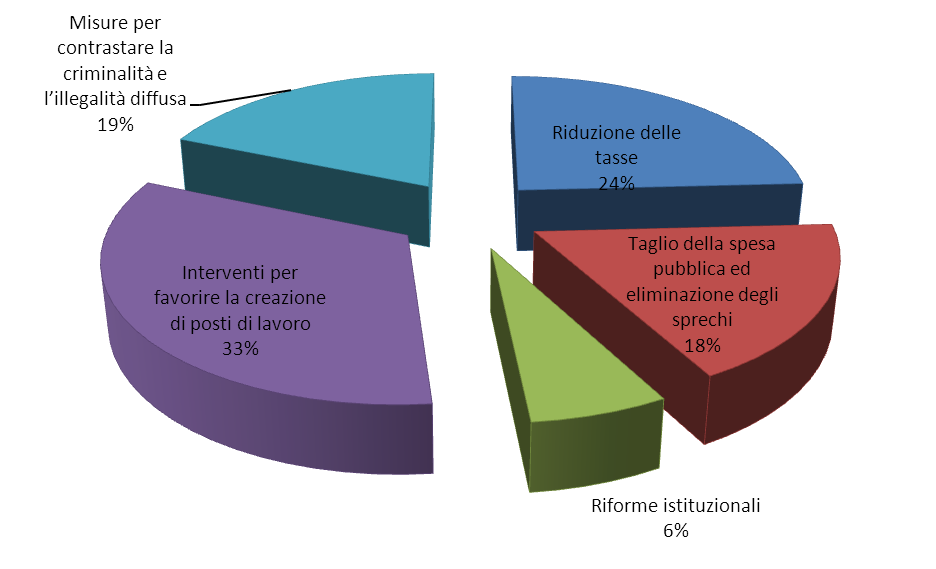 Misure per
contrastare la
criminalità e
l’illegalità diffusa
19%
Riduzione delle
tasse
24%
Taglio della spesa
pubblica ed
eliminazione degli
sprechi
18%
Interventi per
favorire la creazione
di posti di lavoro
33%
Riforme istituzionali
6%